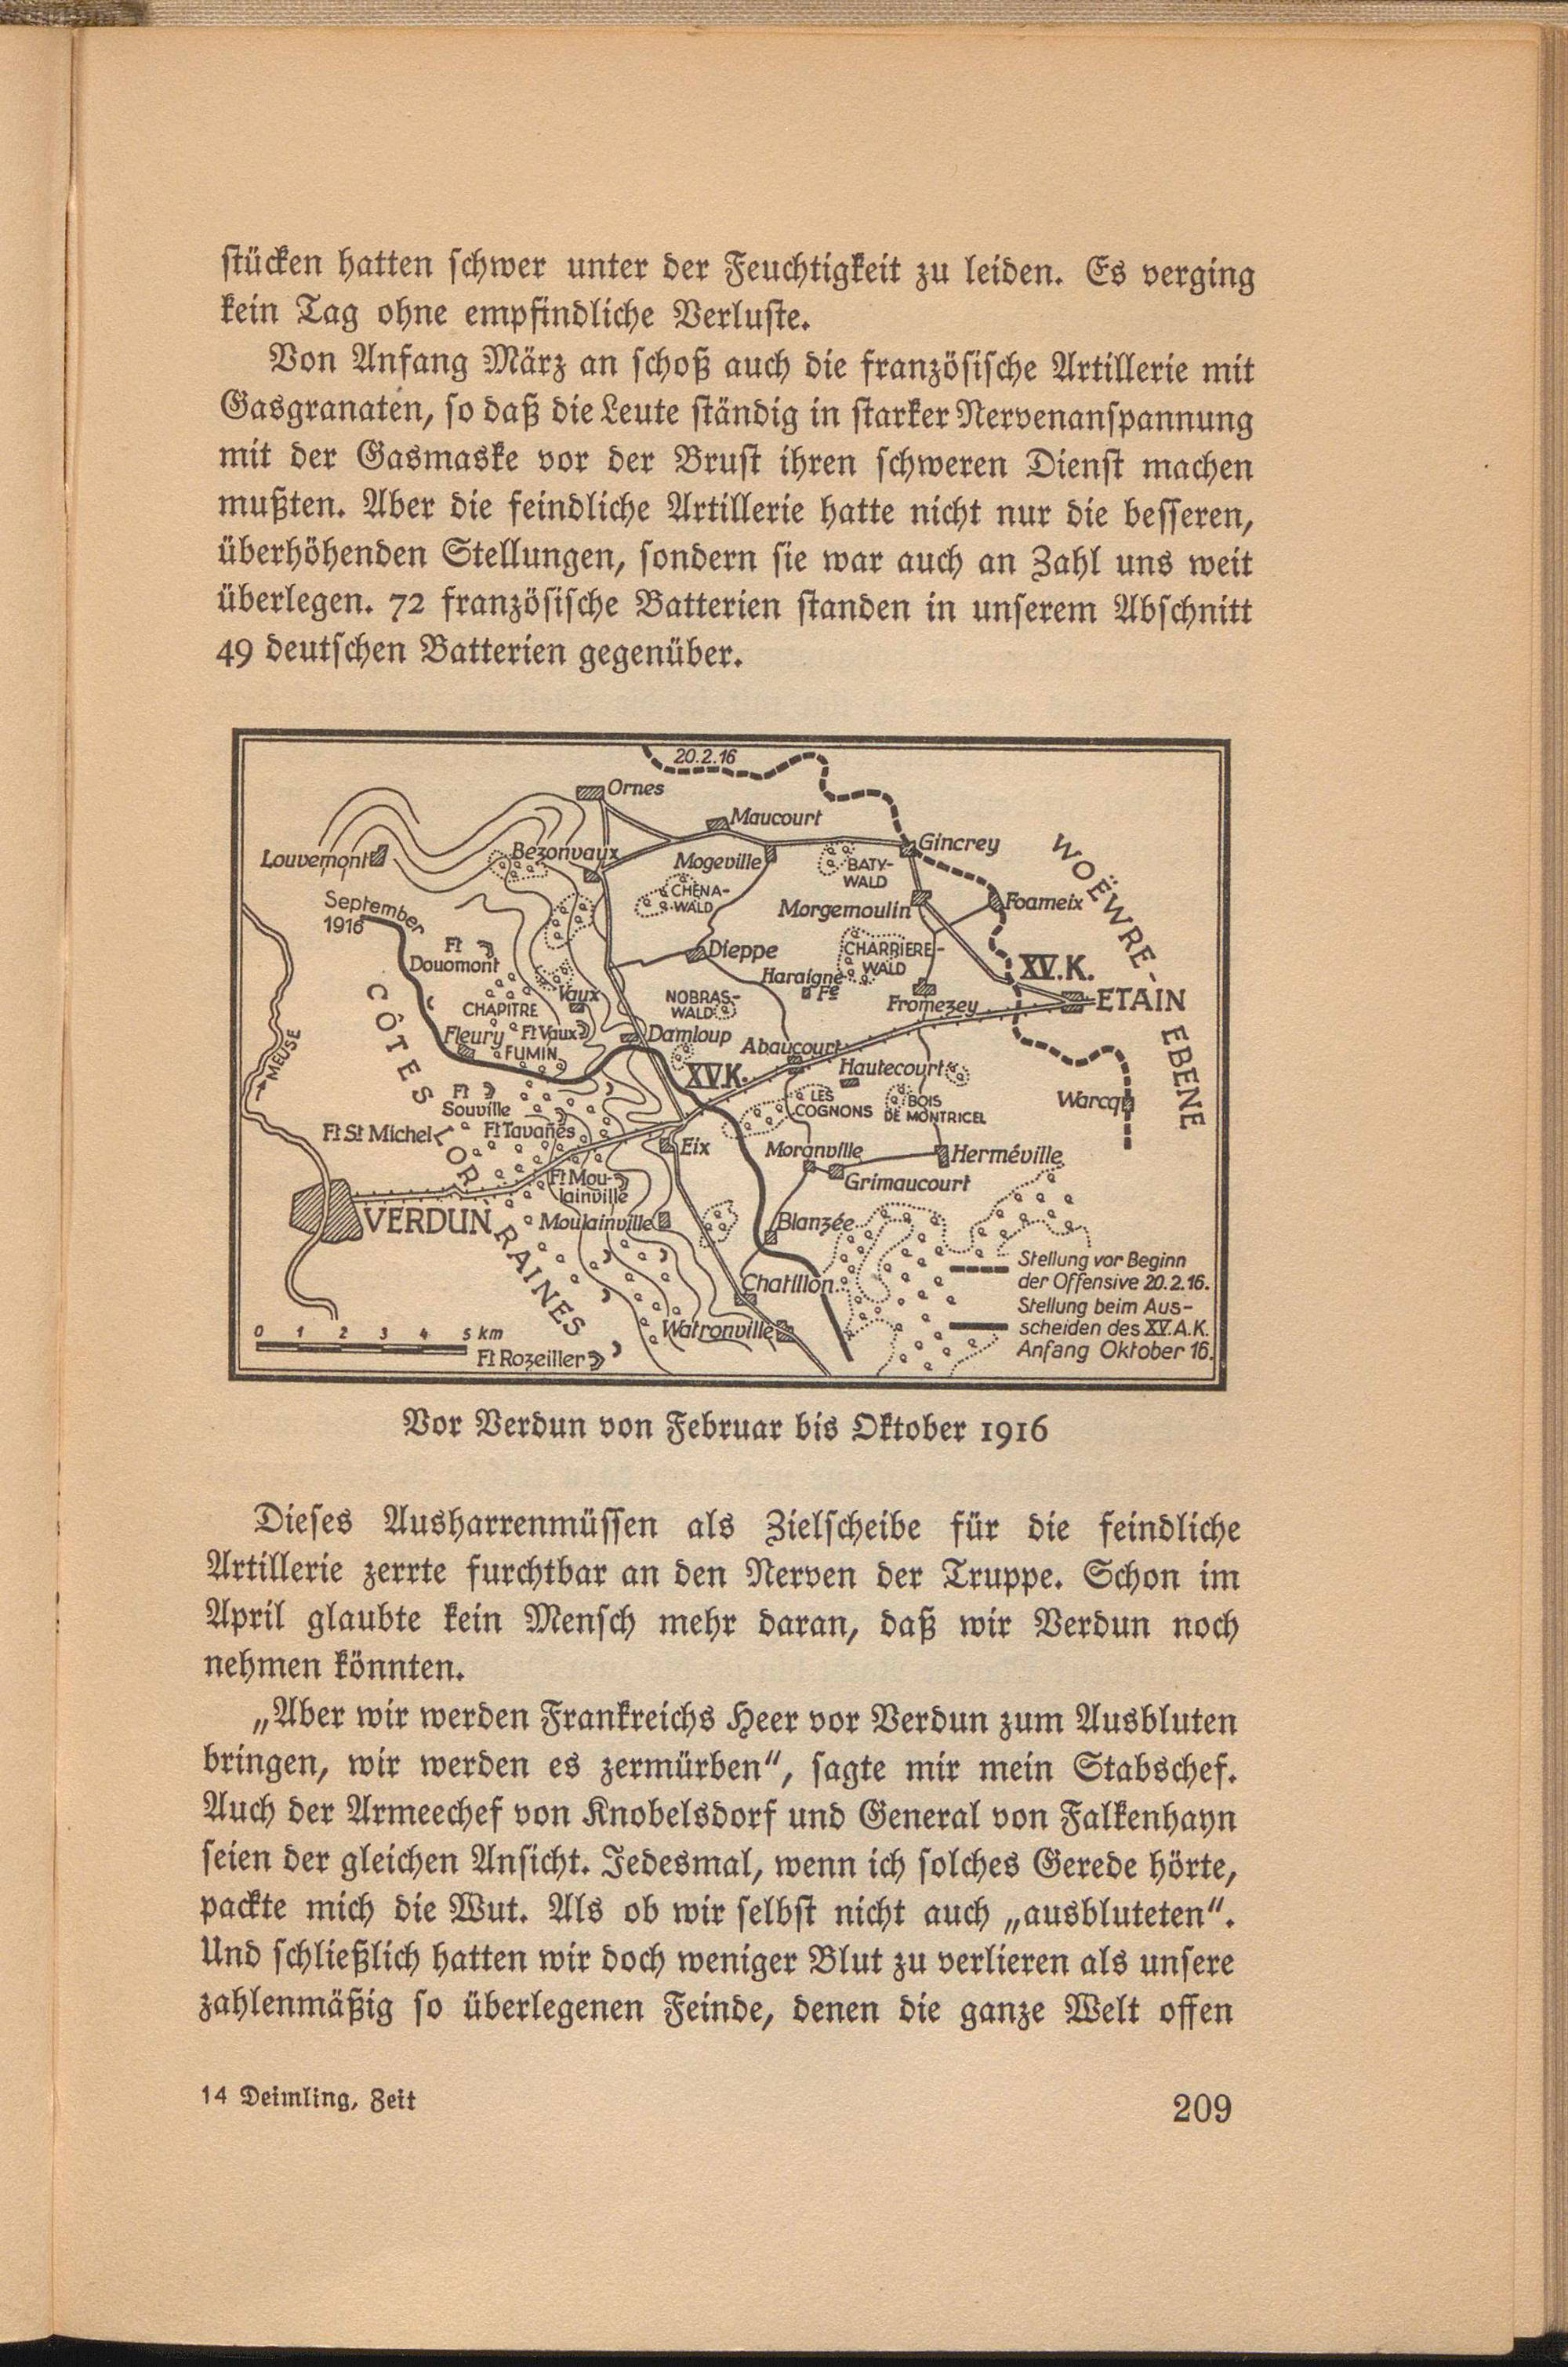 stücken hatten schwer unter der Feuchtigkeit zu leiden. Es verging
kein Tag ohne empfindliche Verluste.
Von Anfang März an schoß auch die französische Artillerie mit
Gasgranaten, so daß die Leute ständig in starker Nervenanspannung
mit der Gasmaske vor der Brust ihren schweren Dienst machen
mußten. Aber die feindliche Artillerie hatte nicht nur die besseren,
überhöhenden Stellungen, sondern sie war auch an Zahl uns weit
überlegen. 72 französische Batterien standen in unserem Abschnitt
49 deutschen Batterien gegenüber.
20.2.16
Ornes
Maucourt
Gincrey
Louvemont
Bezonvaux
Mogeville
BATY-
WALD
WOËWRE-
EBENE
CHENA-
WALD
Morgemoulin
Foameix
September
1916
Ft
Douomont
Dieppe
CHARRIERE-
WALD
XV.K.
Haraigne
Fe
Fromezey
ETAIN
CÔTES
LOR
RAINES
CHAPITRE
Vaux
NOBRAS-
WALD
Fleury
Ft Vaux
Damloup
Abaucourt
FUMIN
MEUSE
XV.K.
Hautecourt
Ft
Souville
LES
COGNONS
BOIS
DE MONTRICEL
Warcq
Ft St Michel
Ft Tavanes
Eix
Moranville
Herméville
Grimaucourt
Ft Mou-
lainville
VERDUN
Moulainville
Blanzée
Chatillon
Watronville
Stellung vor Beginn
der Offensive 20.2.16.
Stellung beim Aus-
scheiden des XV.A.K.
Anfang Oktober 16.
0 1 2 3 4 5 km
Ft Rozeiller
Vor Verdun von Februar bis Oktober 1916
Dieses Ausharrenmüssen als Zielscheibe für die feindliche
Artillerie zerrte furchtbar an den Nerven der Truppe. Schon im
April glaubte kein Mensch mehr daran, daß wir Verdun noch
nehmen könnten.
„Aber wir werden Frankreichs Heer vor Verdun zum Ausbluten
bringen, wir werden es zermürben“, sagte mir mein Stabschef.
Auch der Armeechef von Knobelsdorf und General von Falkenhayn
seien der gleichen Ansicht. Jedesmal, wenn ich solches Gerede hörte,
packte mich die Wut. Als ob wir selbst nicht auch „ausbluteten“.
Und schließlich hatten wir doch weniger Blut zu verlieren als unsere
zahlenmäßig so überlegenen Feinde, denen die ganze Welt offen
14 Deimling, Zeit
209